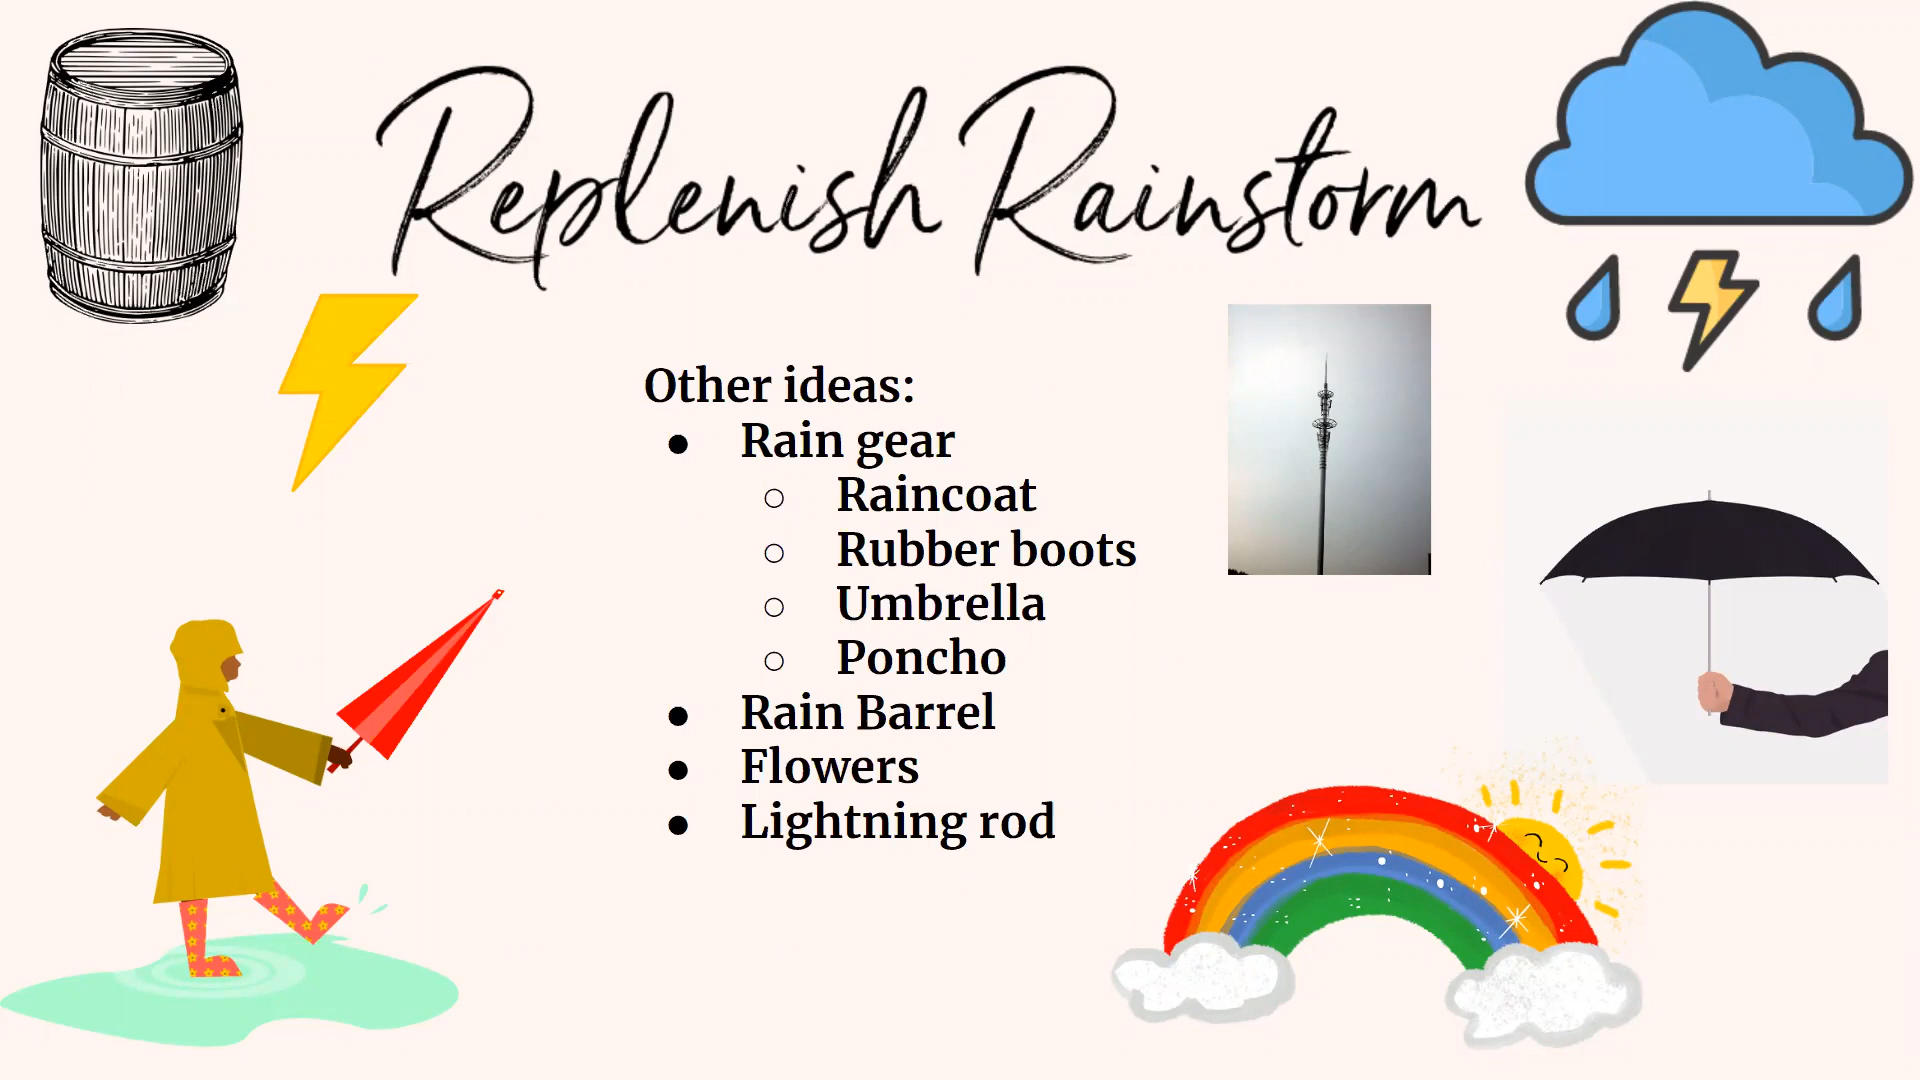 Replenish Rainstorm
Other ideas:
● Rain gear
○ Raincoat
○ Rubber boots
○ Umbrella
○ Poncho
● Rain Barrel
● Flowers
● Lightning rod